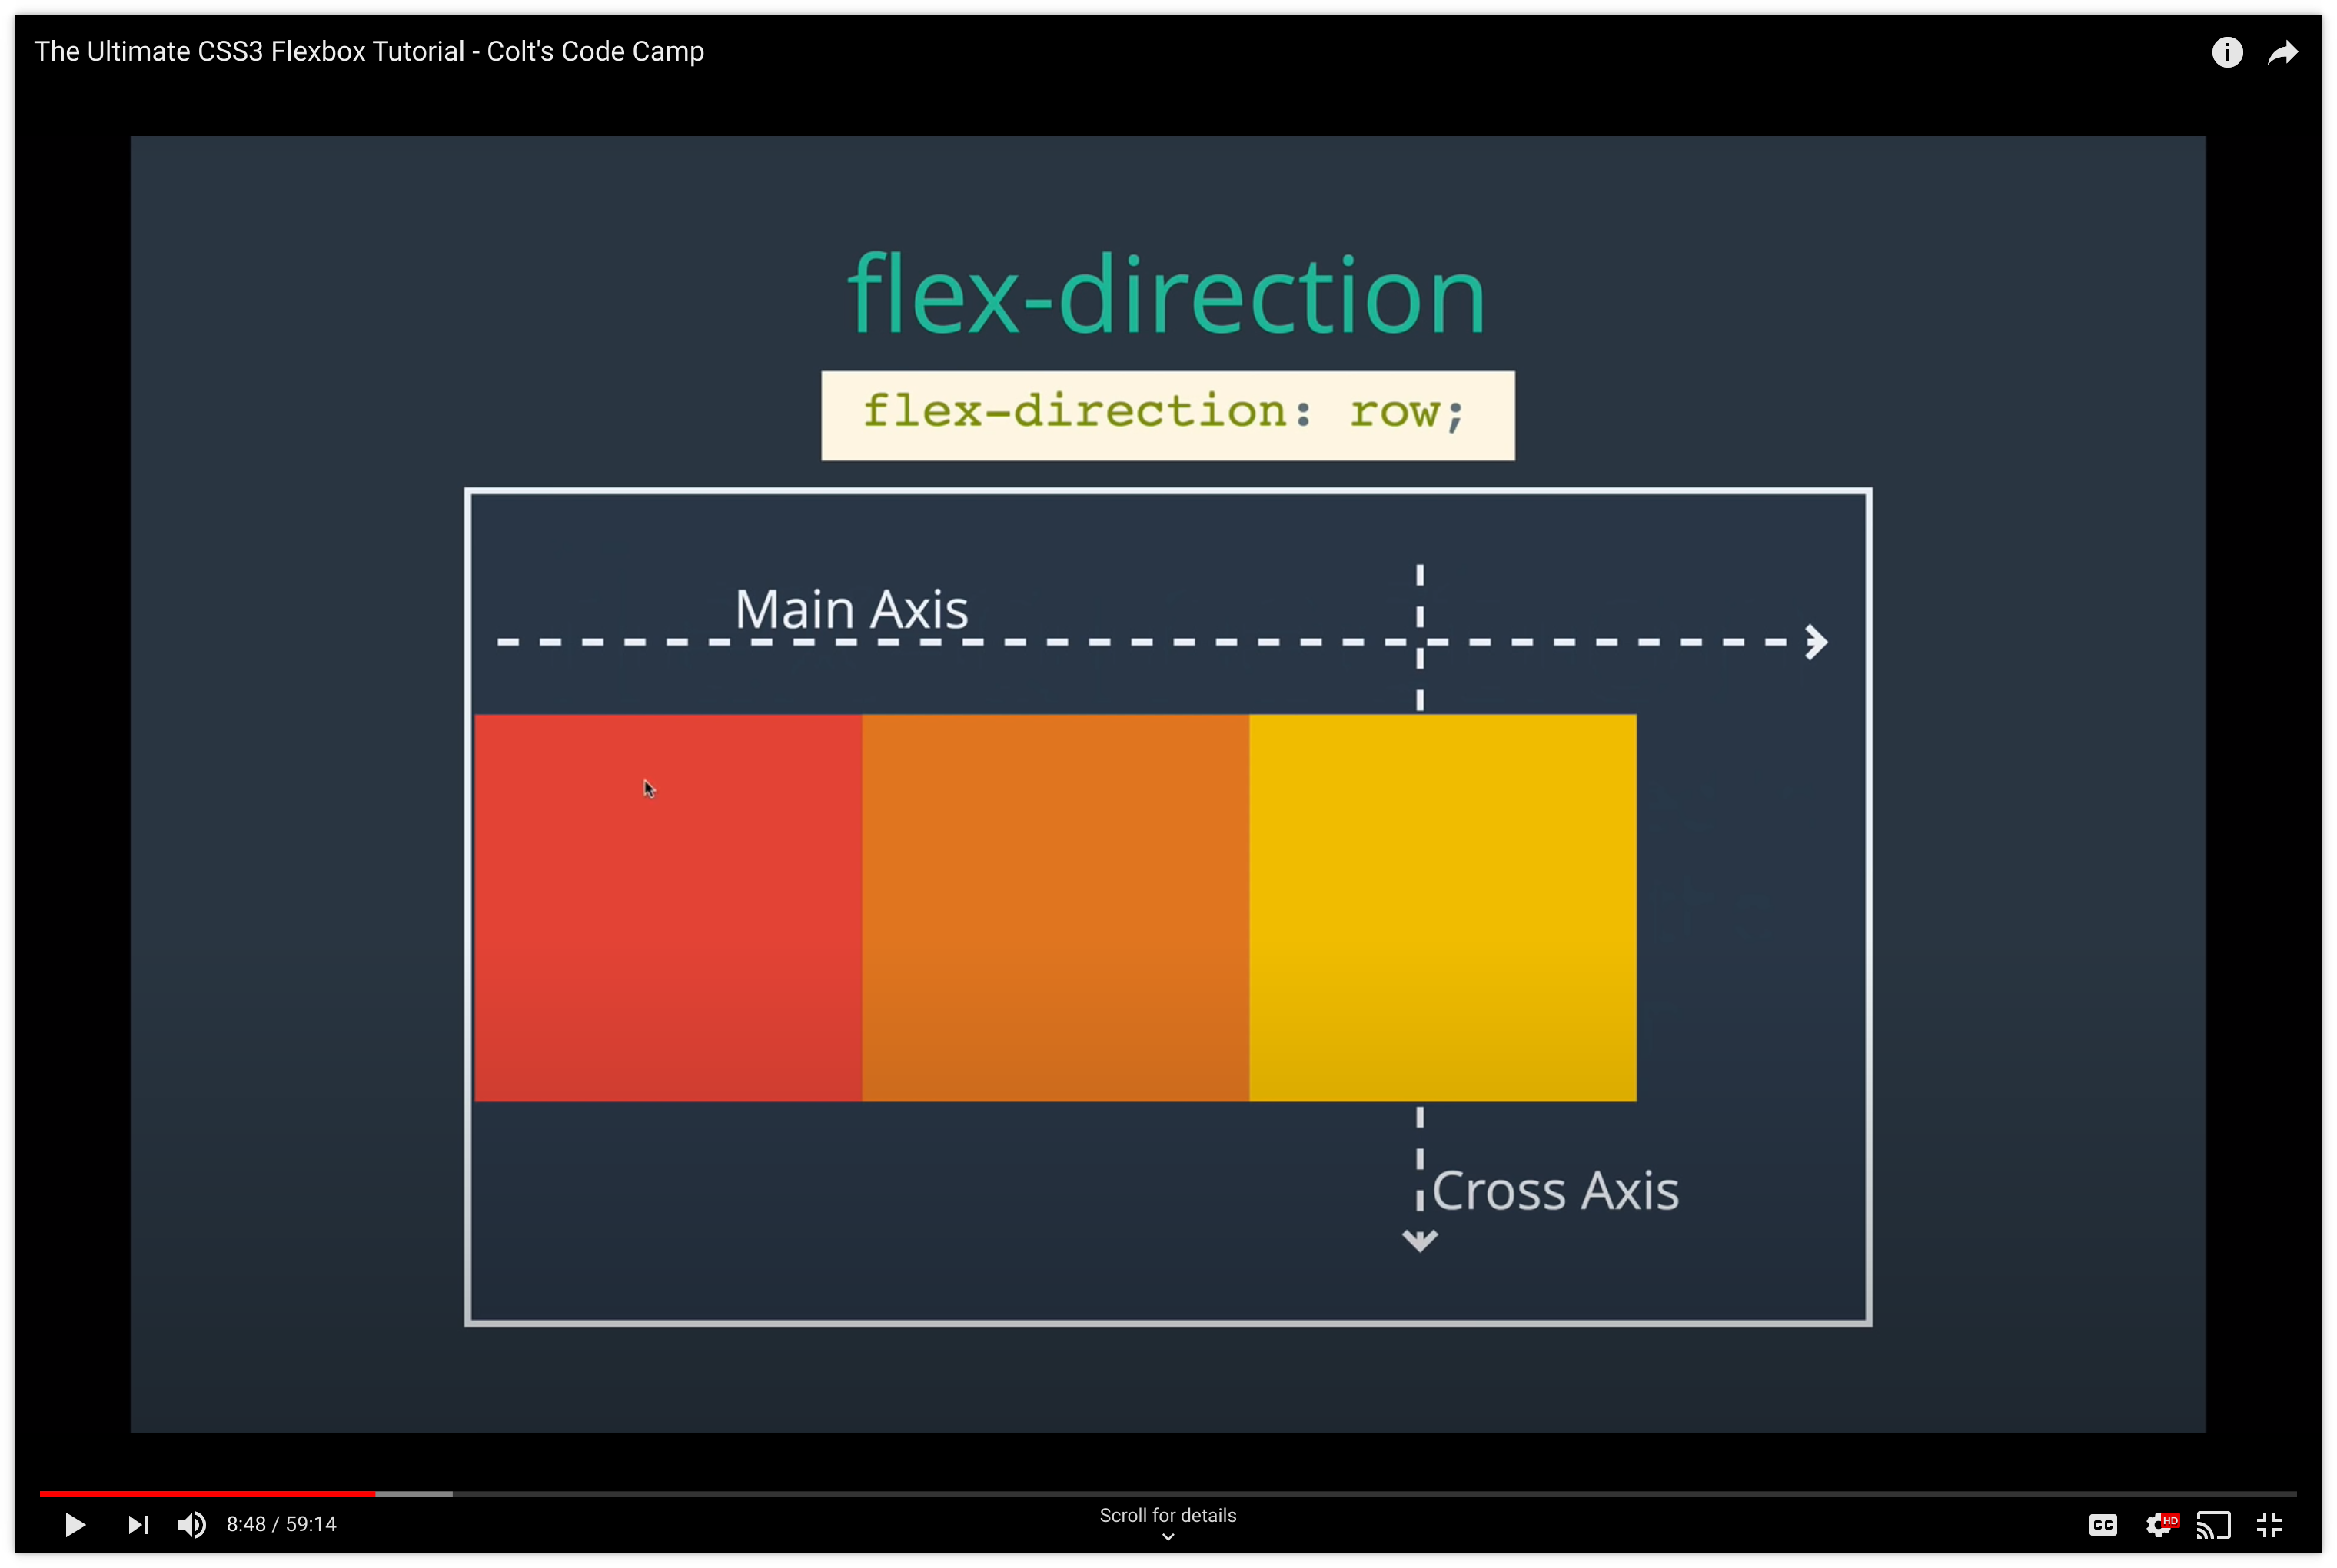 The Ultimate CSS3 Flexbox Tutorial - Colt's Code Camp
flex-direction
flex-direction: row;
Main Axis
Cross Axis
8:48 / 59:14
Scroll for details
CC
HD